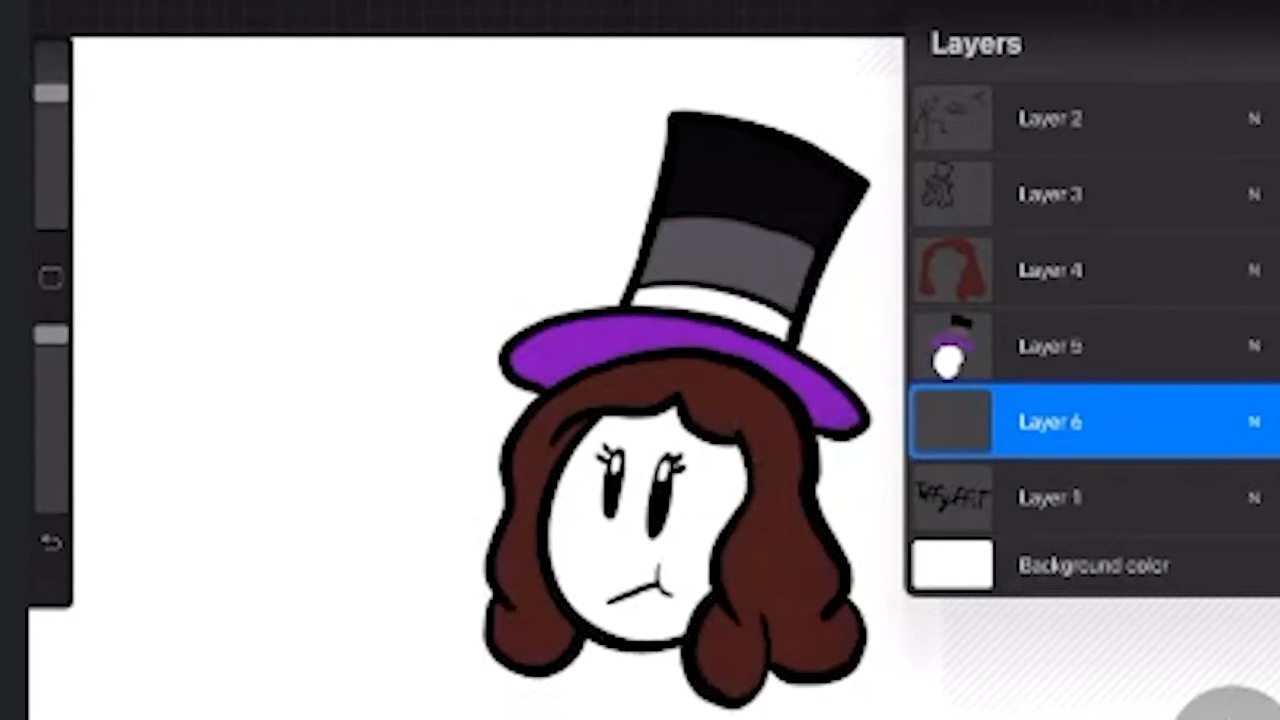 Layers
Layer 2
N
Layer 3
N
Layer 4
N
Layer 5
N
Layer 6
N
Layer 1
N
Background color